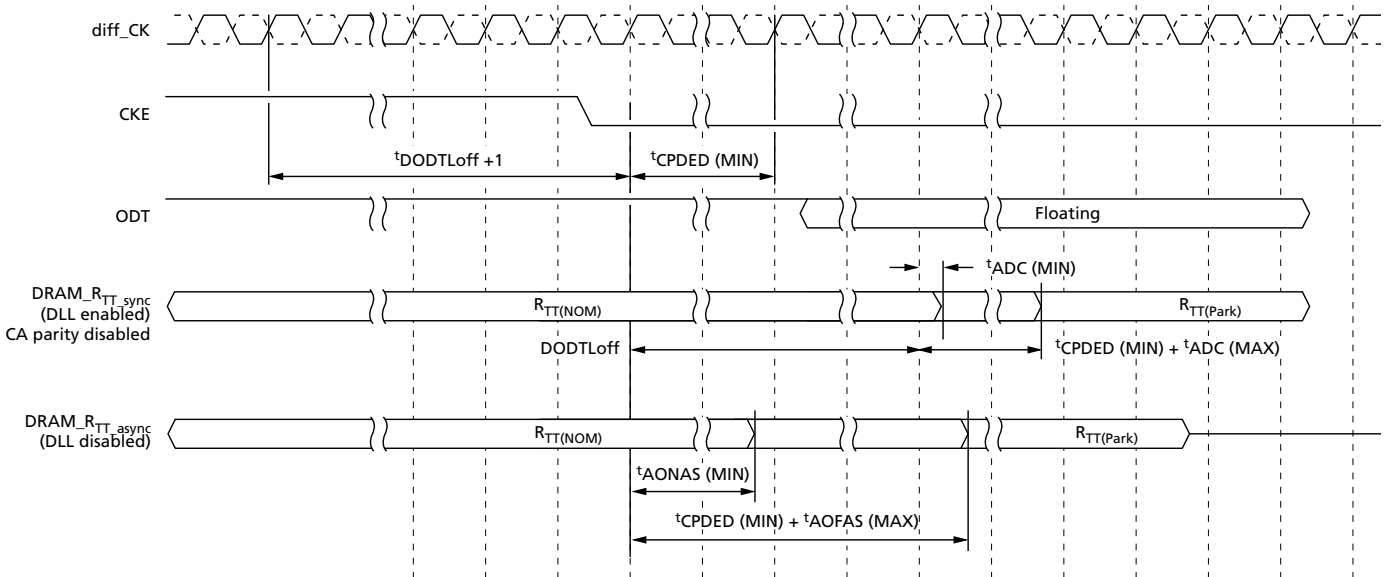 diff_CK
CKE
tDODTLoff +1
tCPDED (MIN)
ODT
Floating
tADC (MIN)
DRAM_RTT_sync
(DLL enabled)
CA parity disabled
RTT(NOM)
RTT(Park)
DODTLoff
tCPDED (MIN) + tADC (MAX)
DRAM_RTT_async
(DLL disabled)
RTT(NOM)
RTT(Park)
tAONAS (MIN)
tCPDED (MIN) + tAOFAS (MAX)